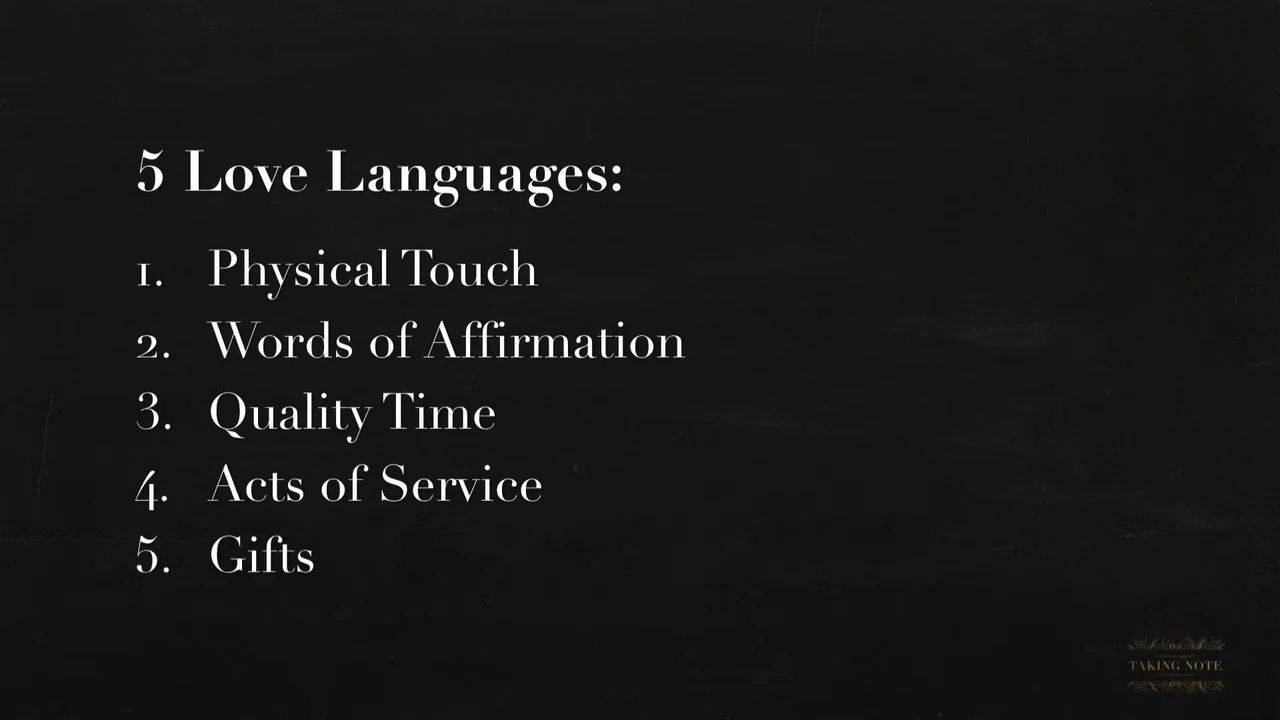 5 Love Languages:
1. Physical Touch
2. Words of Affirmation
3. Quality Time
4. Acts of Service
5. Gifts
TAKING NOTE